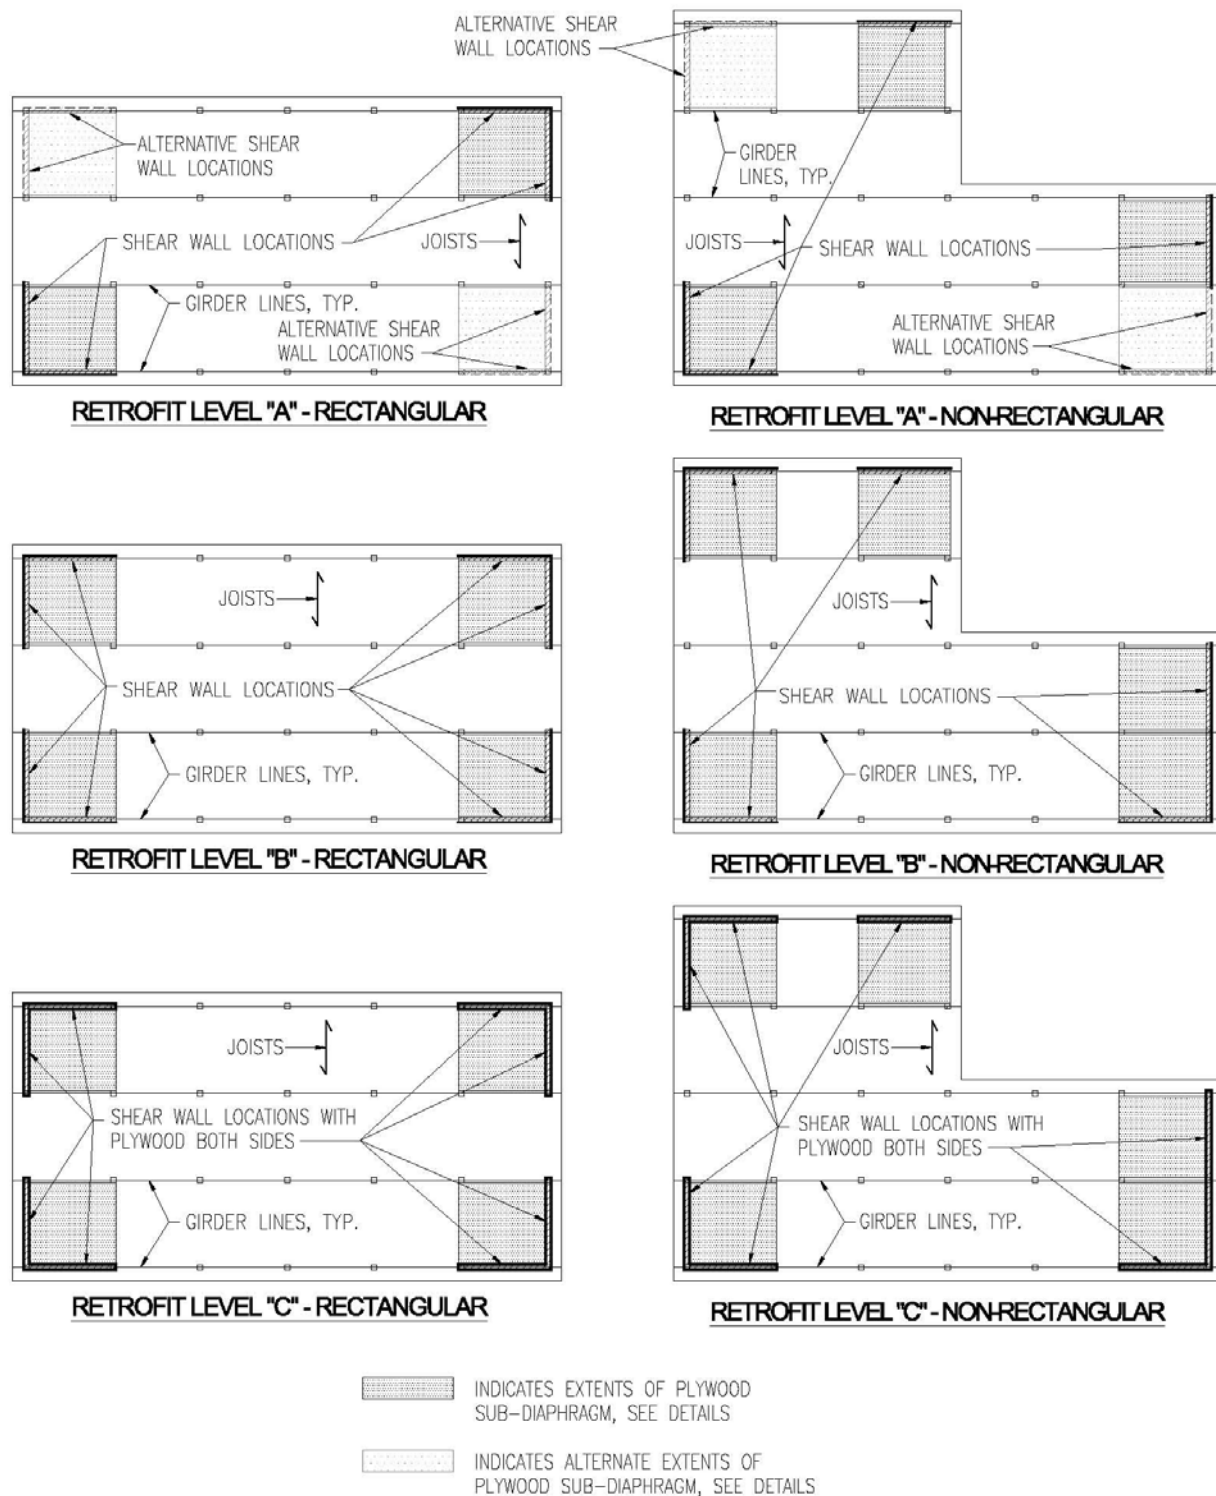 ALTERNATIVE SHEAR
WALL LOCATIONS
SHEAR WALL LOCATIONS
JOISTS
GIRDER LINES, TYP.
ALTERNATIVE SHEAR
WALL LOCATIONS
RETROFIT LEVEL "A" - RECTANGULAR
ALTERNATIVE SHEAR
WALL LOCATIONS
GIRDER
LINES, TYP.
JOISTS
SHEAR WALL LOCATIONS
ALTERNATIVE SHEAR
WALL LOCATIONS
RETROFIT LEVEL "A" - NON-RECTANGULAR
JOISTS
SHEAR WALL LOCATIONS
GIRDER LINES, TYP.
RETROFIT LEVEL "B" - RECTANGULAR
JOISTS
SHEAR WALL LOCATIONS
GIRDER LINES, TYP.
RETROFIT LEVEL "B" - NON-RECTANGULAR
JOISTS
SHEAR WALL LOCATIONS WITH
PLYWOOD BOTH SIDES
GIRDER LINES, TYP.
RETROFIT LEVEL "C" - RECTANGULAR
JOISTS
SHEAR WALL LOCATIONS WITH
PLYWOOD BOTH SIDES
GIRDER LINES, TYP.
RETROFIT LEVEL "C" - NON-RECTANGULAR
INDICATES EXTENTS OF PLYWOOD
SUB-DIAPHRAGM, SEE DETAILS
INDICATES ALTERNATE EXTENTS OF
PLYWOOD SUB-DIAPHRAGM, SEE DETAILS